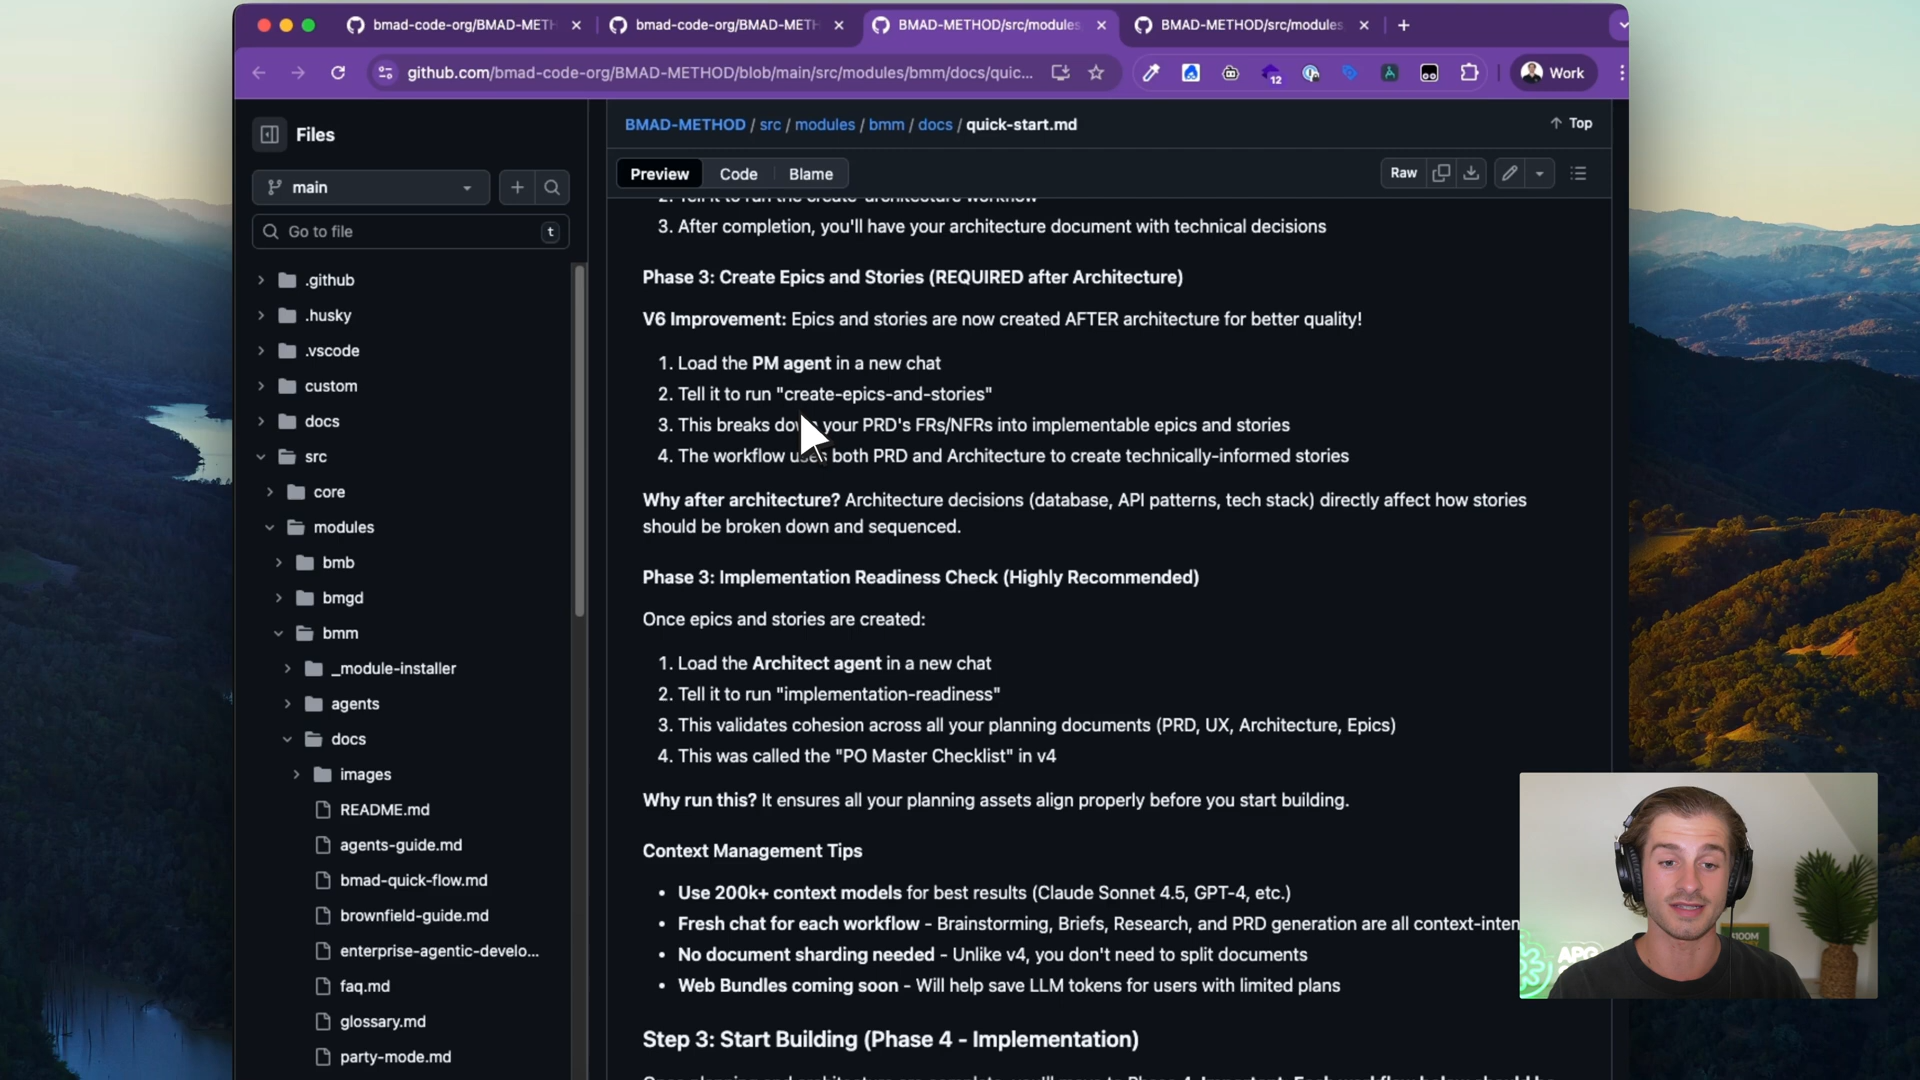 bmad-code-org/BMAD-METH
bmad-code-org/BMAD-METH
BMAD-METHOD/src/modules
BMAD-METHOD/src/modules
github.com/bmad-code-org/BMAD-METHOD/blob/main/src/modules/bmm/docs/quic...
12
Work
Files
main
Go to file
t
.github
.husky
.vscode
custom
docs
src
core
modules
bmb
bmgd
bmm
_module-installer
agents
docs
images
README.md
agents-guide.md
bmad-quick-flow.md
brownfield-guide.md
enterprise-agentic-develo...
faq.md
glossary.md
party-mode.md
BMAD-METHOD / src / modules / bmm / docs / quick-start.md
Top
Preview
Code
Blame
Raw
2. Tell it to run the create-architecture workflow
3. After completion, you'll have your architecture document with technical decisions
Phase 3: Create Epics and Stories (REQUIRED after Architecture)
V6 Improvement: Epics and stories are now created AFTER architecture for better quality!
1. Load the PM agent in a new chat
2. Tell it to run "create-epics-and-stories"
3. This breaks down your PRD's FRs/NFRs into implementable epics and stories
4. The workflow uses both PRD and Architecture to create technically-informed stories
Why after architecture? Architecture decisions (database, API patterns, tech stack) directly affect how stories
should be broken down and sequenced.
Phase 3: Implementation Readiness Check (Highly Recommended)
Once epics and stories are created:
1. Load the Architect agent in a new chat
2. Tell it to run "implementation-readiness"
3. This validates cohesion across all your planning documents (PRD, UX, Architecture, Epics)
4. This was called the "PO Master Checklist" in v4
Why run this? It ensures all your planning assets align properly before you start building.
Context Management Tips
• Use 200k+ context models for best results (Claude Sonnet 4.5, GPT-4, etc.)
• Fresh chat for each workflow - Brainstorming, Briefs, Research, and PRD generation are all context-inten
• No document sharding needed - Unlike v4, you don't need to split documents
• Web Bundles coming soon - Will help save LLM tokens for users with limited plans
Step 3: Start Building (Phase 4 - Implementation)
$100M